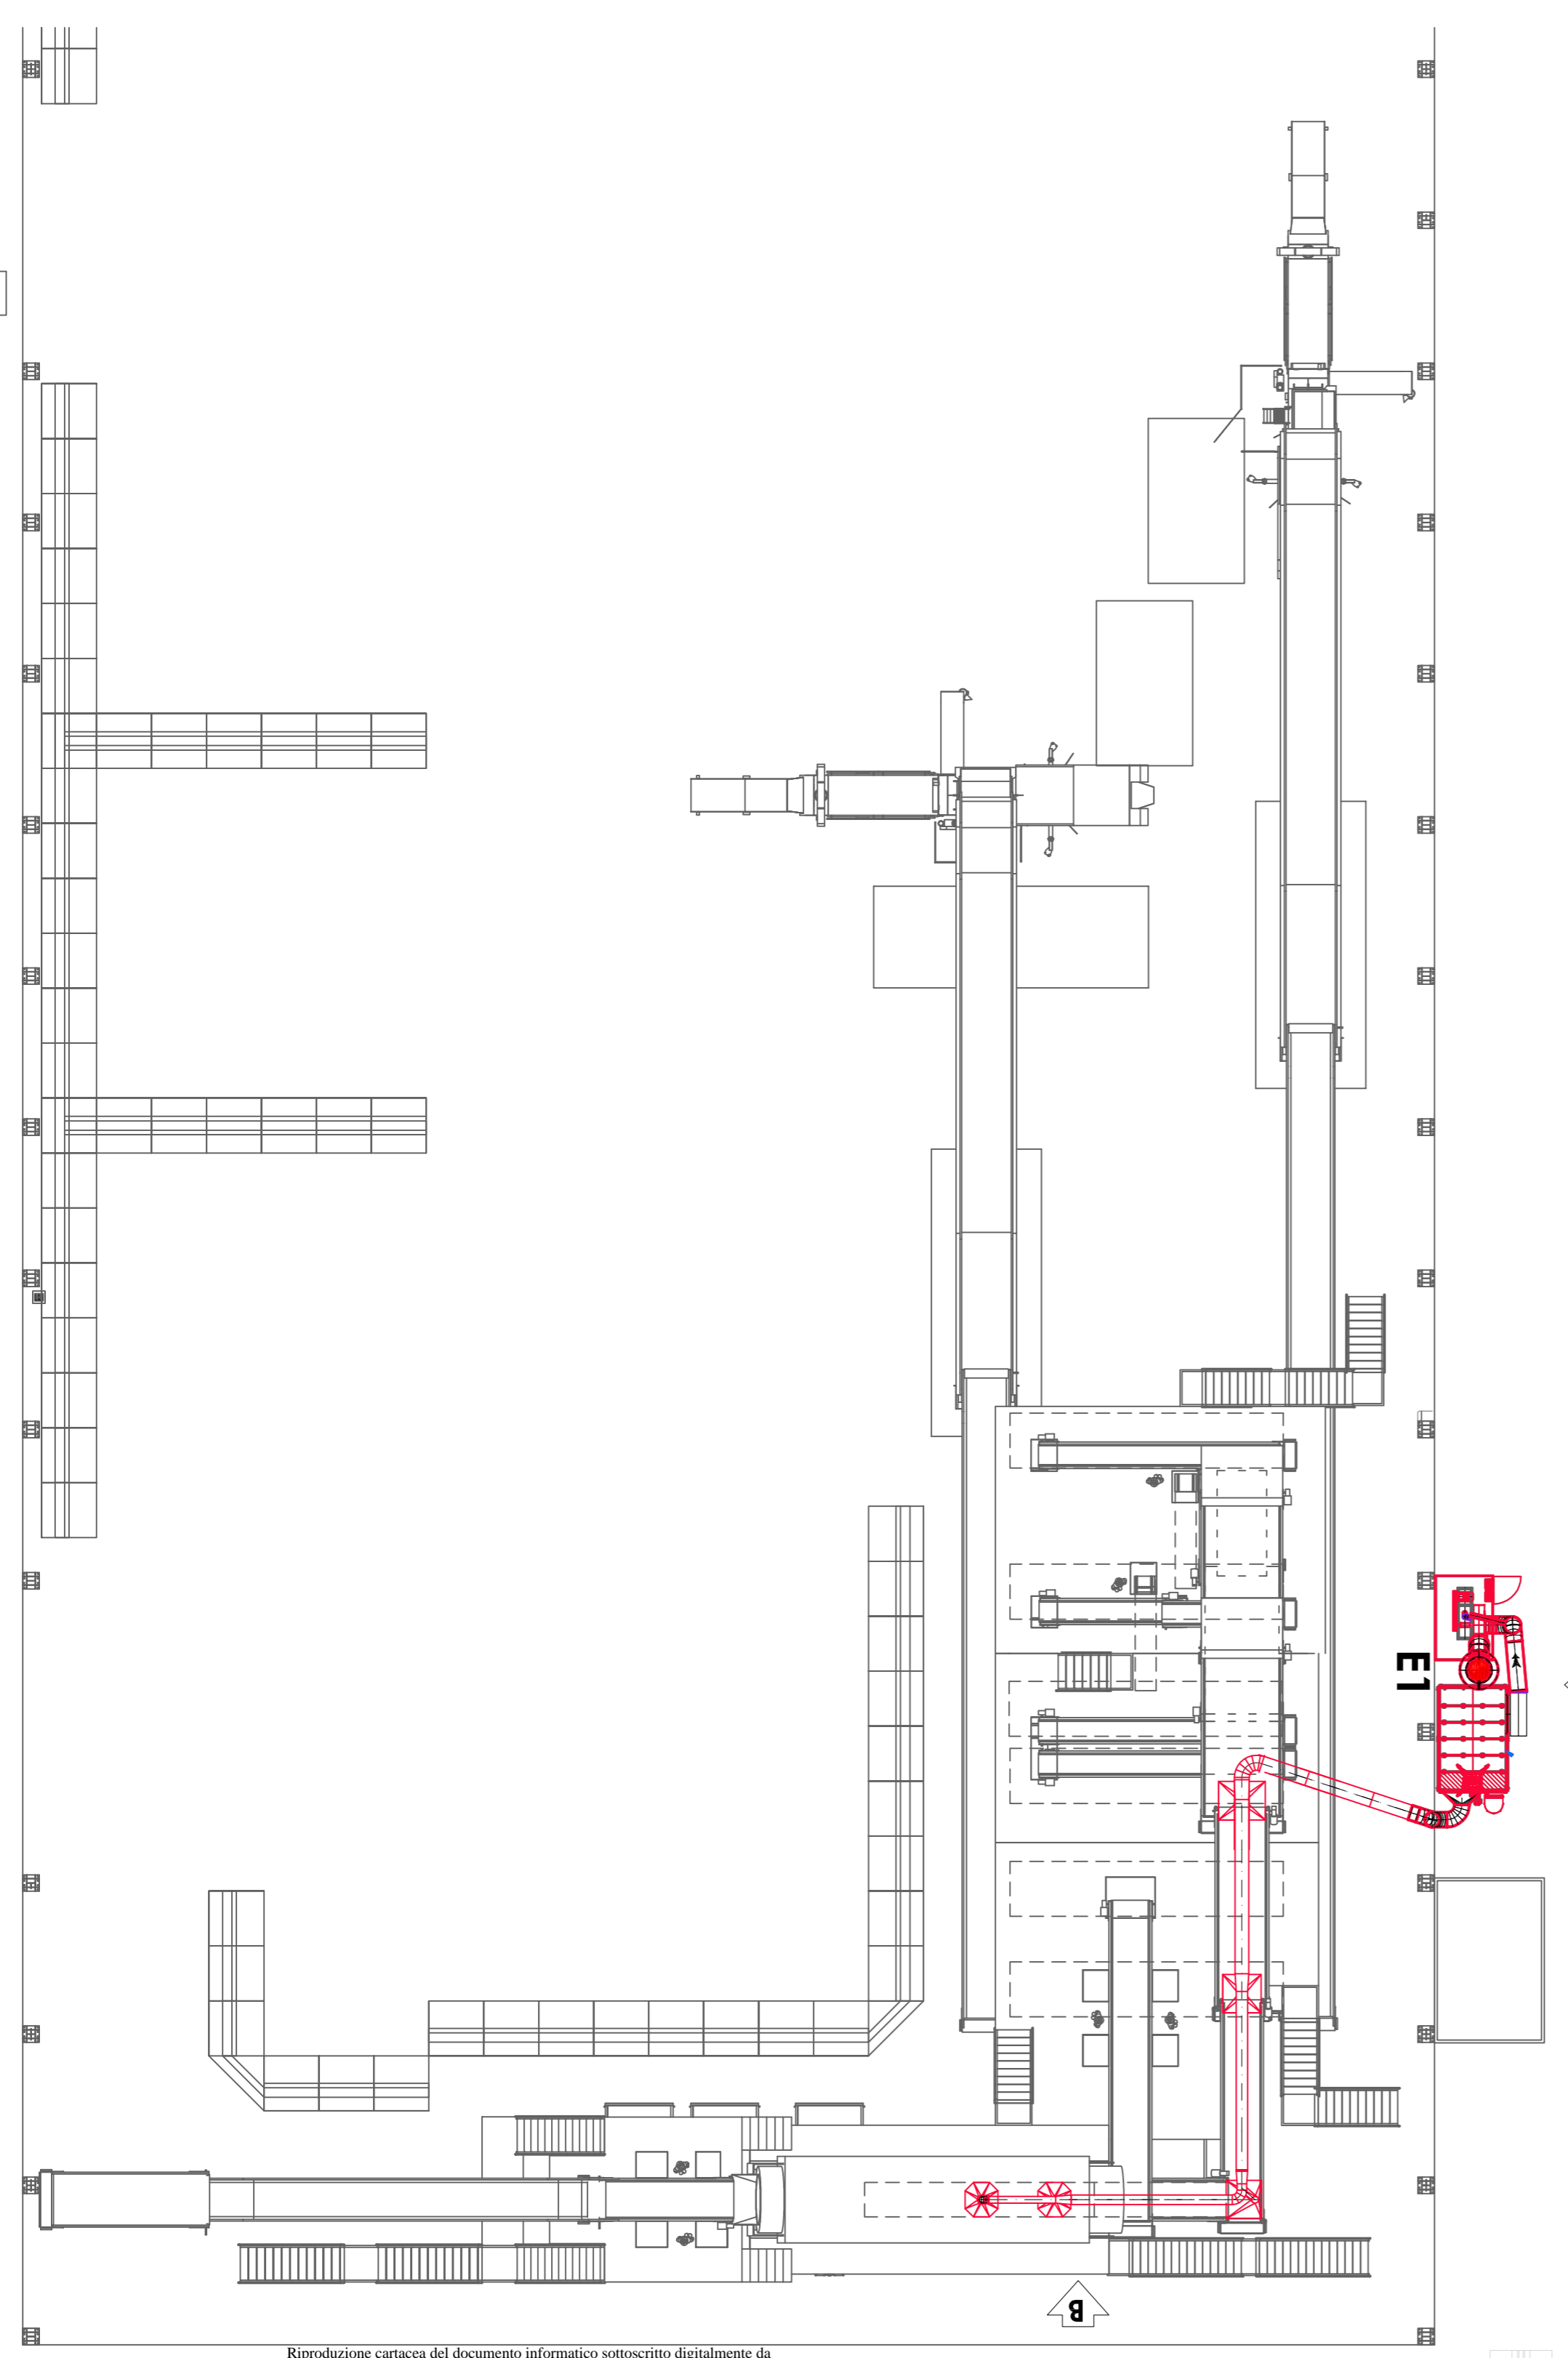 E1
B
Riproduzione cartacea del documento informatico sottoscritto digitalmente da